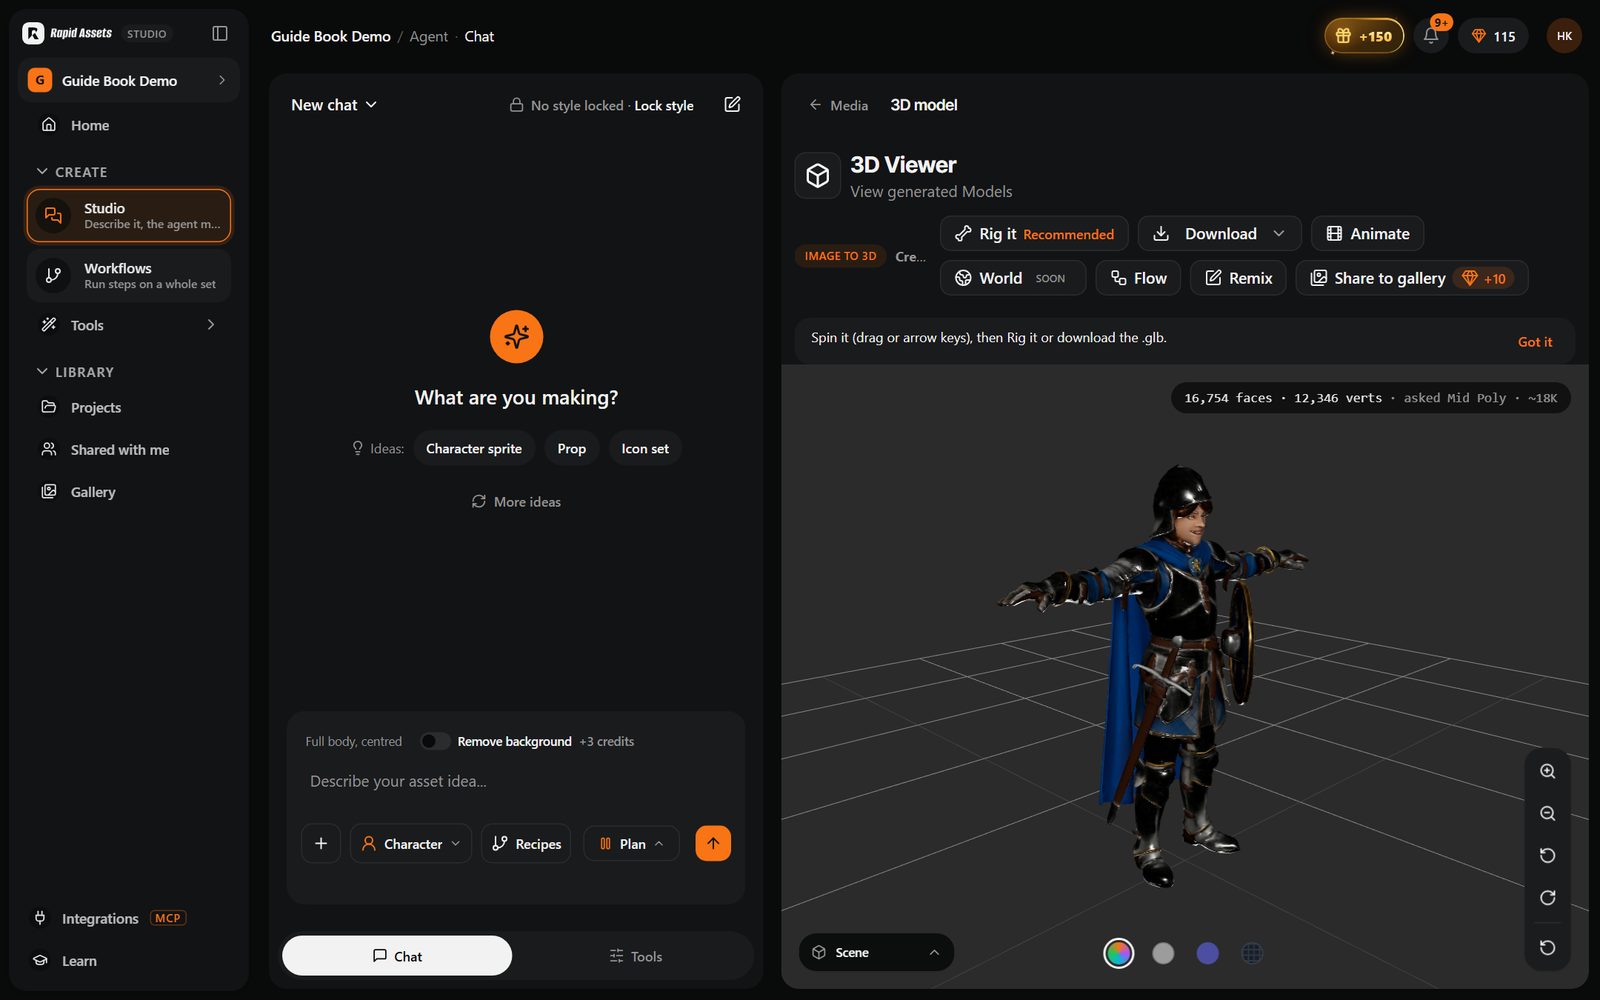 Rapid Assets STUDIO
Guide Book Demo / Agent · Chat
+150
9+
115
HK
G Guide Book Demo
Home
CREATE
Studio
Describe it, the agent m...
Workflows
Run steps on a whole set
Tools
LIBRARY
Projects
Shared with me
Gallery
Integrations MCP
Learn
New chat
No style locked · Lock style
What are you making?
Ideas: Character sprite Prop Icon set
More ideas
Full body, centred Remove background +3 credits
Describe your asset idea...
Character Recipes Plan
Chat Tools
Media 3D model
3D Viewer
View generated Models
IMAGE TO 3D Cre...
Rig it Recommended Download Animate
World SOON Flow Remix Share to gallery +10
Spin it (drag or arrow keys), then Rig it or download the .glb.
Got it
16,754 faces · 12,346 verts · asked Mid Poly · ~18K
Scene